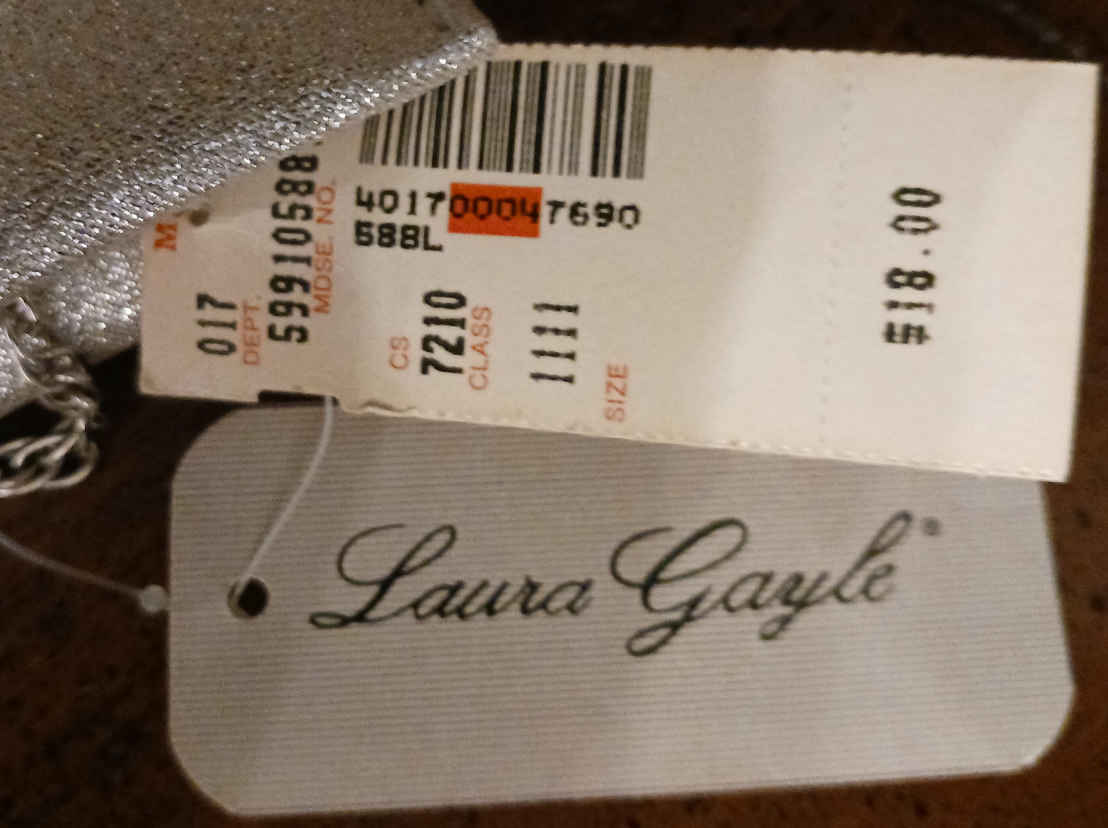 M
017
DEPT.
59910588
MDSE. NO.
401700047690
588L
CS
7210
CLASS
1111
SIZE
$18.00
Laura Gayle®